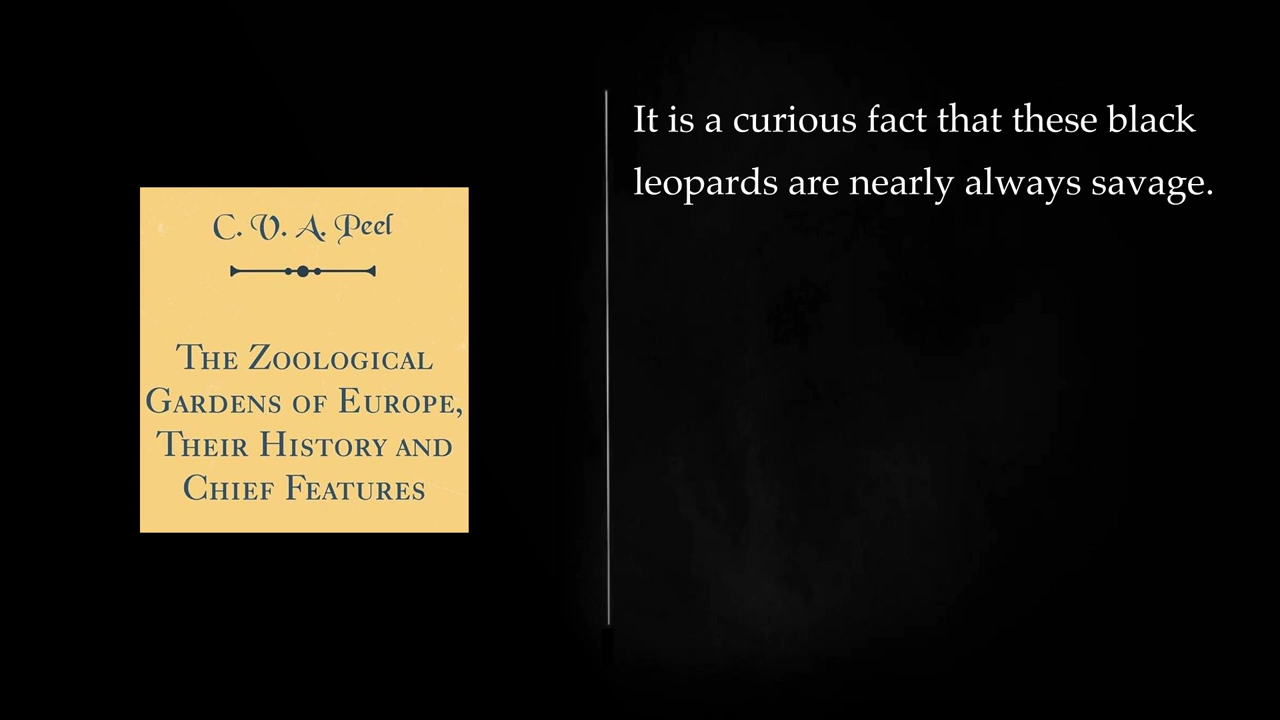 C. V. A. Peel
The Zoological
Gardens of Europe,
Their History and
Chief Features
It is a curious fact that these black
leopards are nearly always savage.